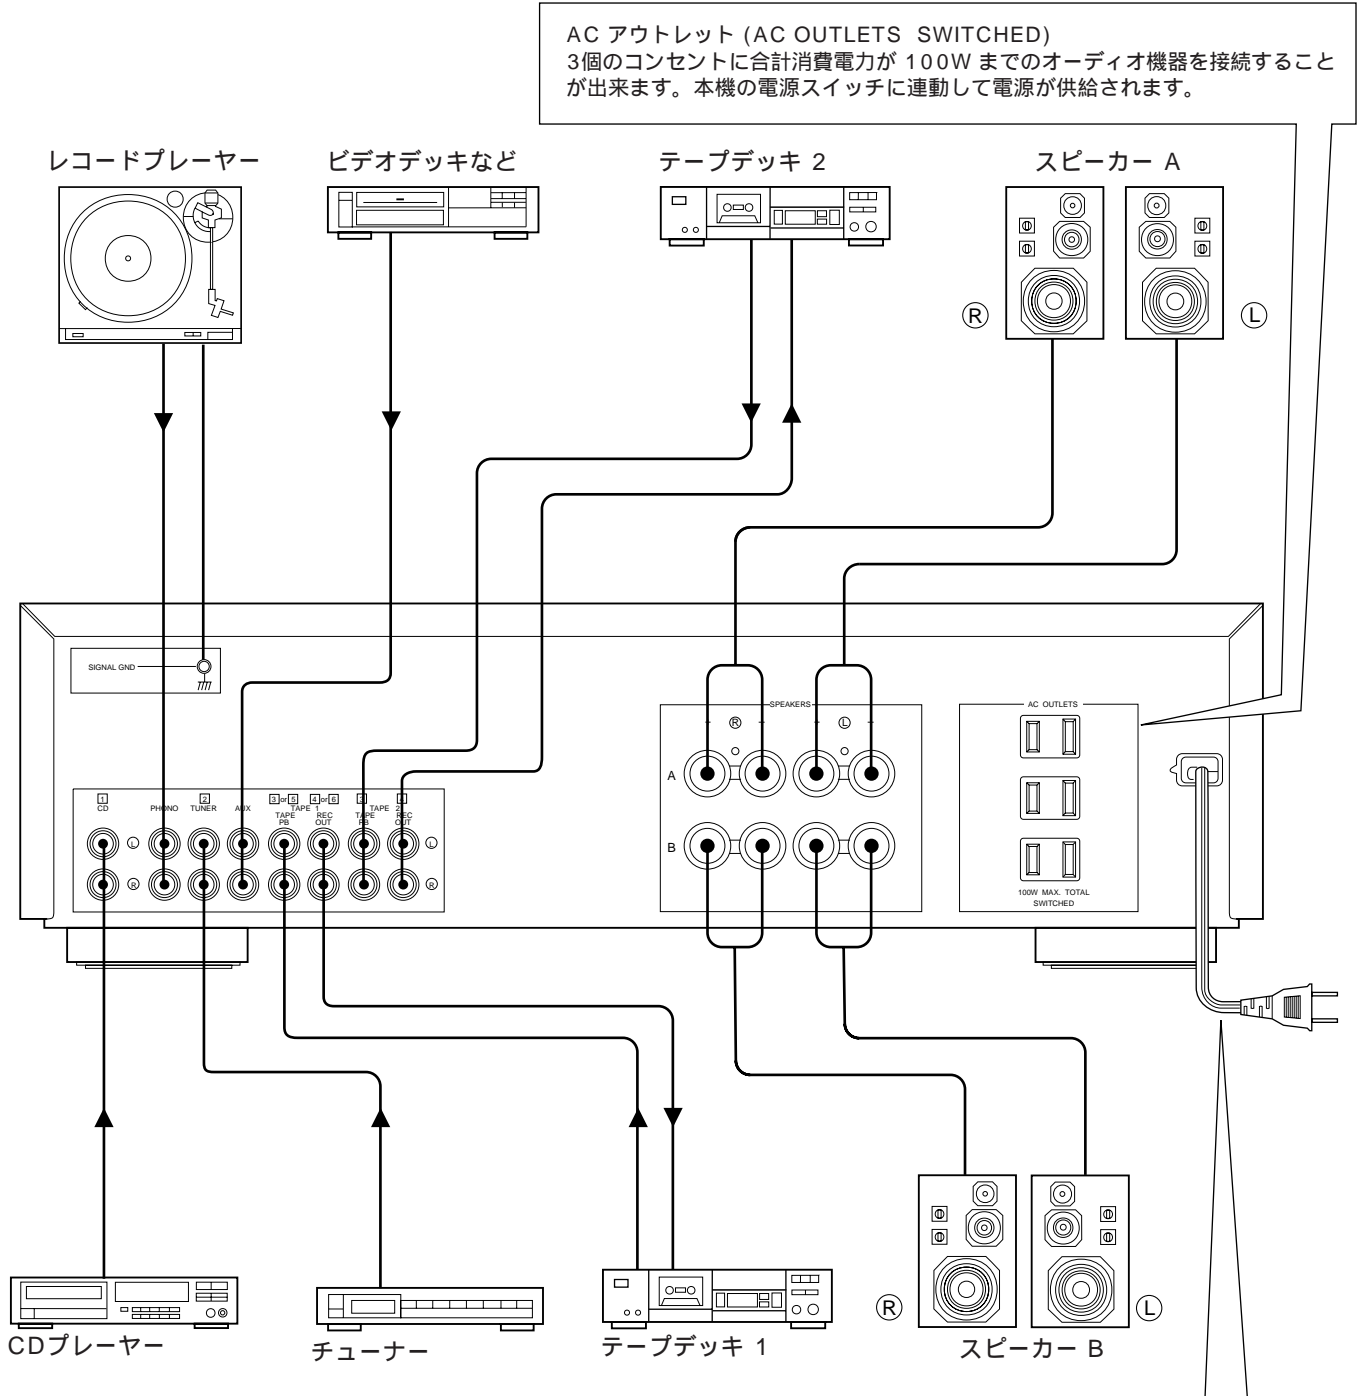 AC アウトレット (AC OUTLETS SWITCHED)
3個のコンセントに合計消費電力が 100W までのオーディオ機器を接続すること
が出来ます。本機の電源スイッチに連動して電源が供給されます。
レコードプレーヤー
ビデオデッキなど
テープデッキ 2
スピーカー A
R
L
SIGNAL GND
SPEAKERS
R
L
A
B
AC OUTLETS
100W MAX. TOTAL
SWITCHED
1
CD
PHONO
2
TUNER
AUX
3 or 5
4 or 6
TAPE 1
TAPE
PB
REC
OUT
3
4
TAPE 2
TAPE
PB
REC
OUT
L
L
R
R
R
L
CDプレーヤー
チューナー
テープデッキ 1
スピーカー B